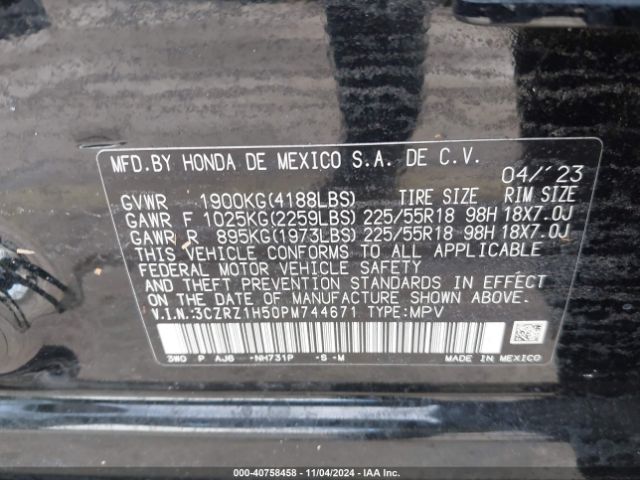 MFD.BY HONDA DE MEXICO S.A. DE C.V.
04/'23
GVWR 1900KG(4188LBS) TIRE SIZE RIM SIZE
GAWR F 1025KG(2259LBS) 225/55R18 98H 18X7.0J
GAWR R 895KG(1973LBS) 225/55R18 98H 18X7.0J
THIS VEHICLE CONFORMS TO ALL APPLICABLE
FEDERAL MOTOR VEHICLE SAFETY
AND THEFT PREVENTION STANDARDS IN EFFECT
ON THE DATE OF MANUFACTURE SHOWN ABOVE.
V.I.N.:3CZRZ1H50PM744671 TYPE:MPV
3W0 P AJ6 -NH731P -S-M
MADE IN MEXICO
000-40758458 - 11/04/2024 - IAA Inc.